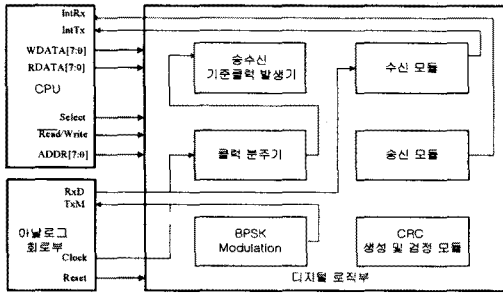 IntRx
IntTx
WDATA[7:0]
RDATA[7:0]
CPU
Select
Read/Write
ADDR[7:0]
RxD
TxM
아날로그
회로부
Clock
Reset
송수신
기준클럭 발생기
수신 모듈
클럭 분주기
송신 모듈
BPSK
Modulation
CRC
생성 및 검정 모듈
디지털 로직부